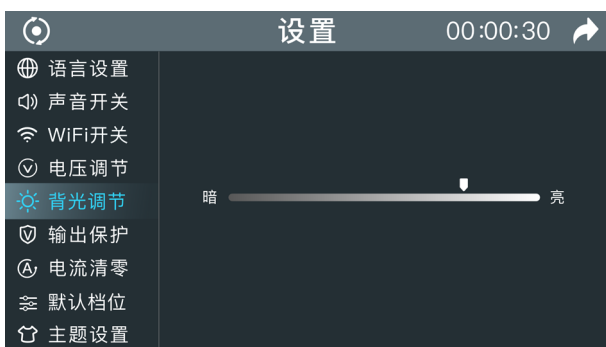 设置 00:00:30
语言设置
声音开关
WiFi开关
电压调节
背光调节
输出保护
电流清零
默认档位
主题设置
暗 亮